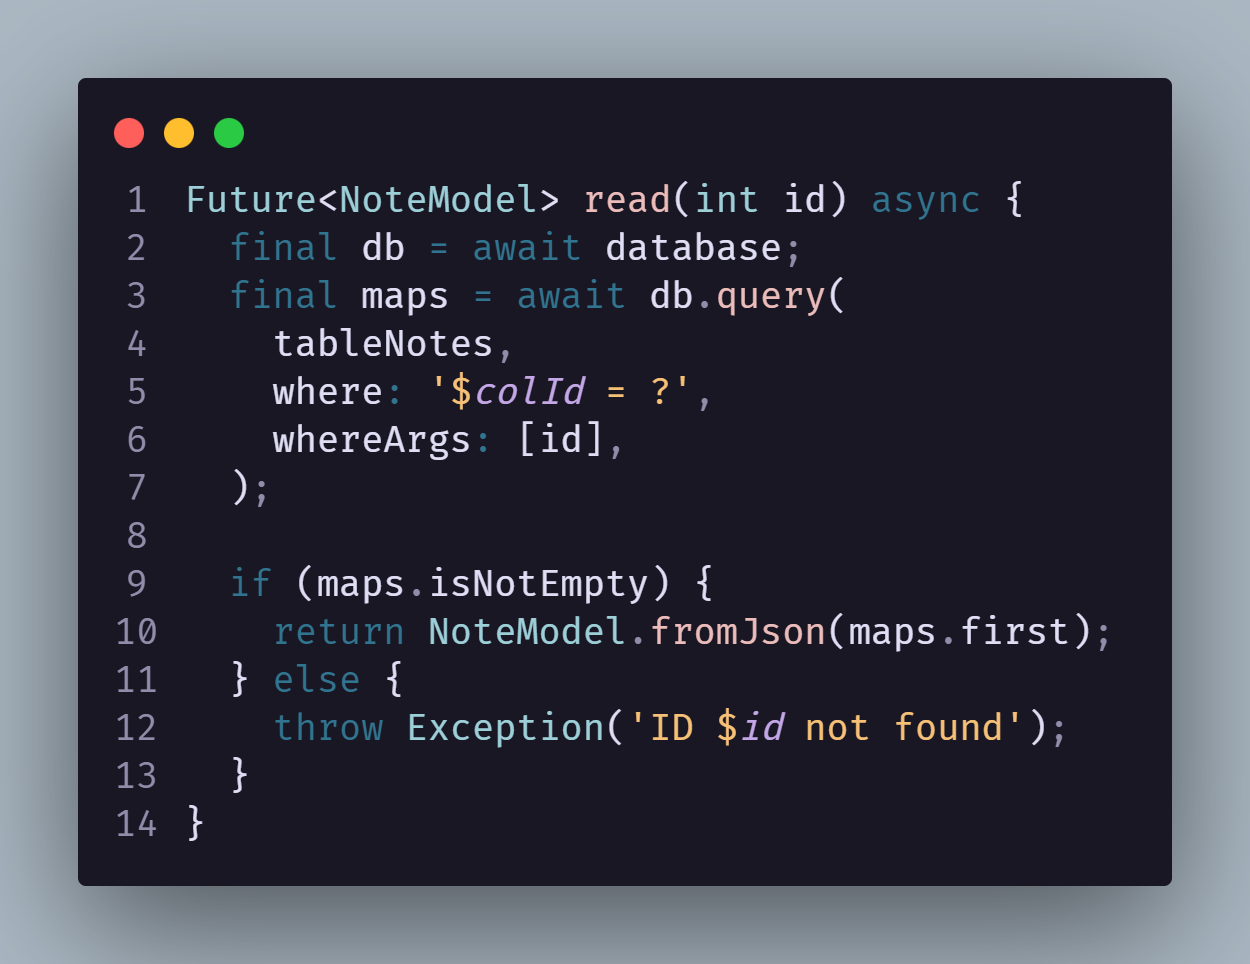 1 Future<NoteModel> read(int id) async {
2   final db = await database;
3   final maps = await db.query(
4     tableNotes,
5     where: '$colId = ?',
6     whereArgs: [id],
7   );
8
9   if (maps.isNotEmpty) {
10     return NoteModel.fromJson(maps.first);
11   } else {
12     throw Exception('ID $id not found');
13   }
14 }